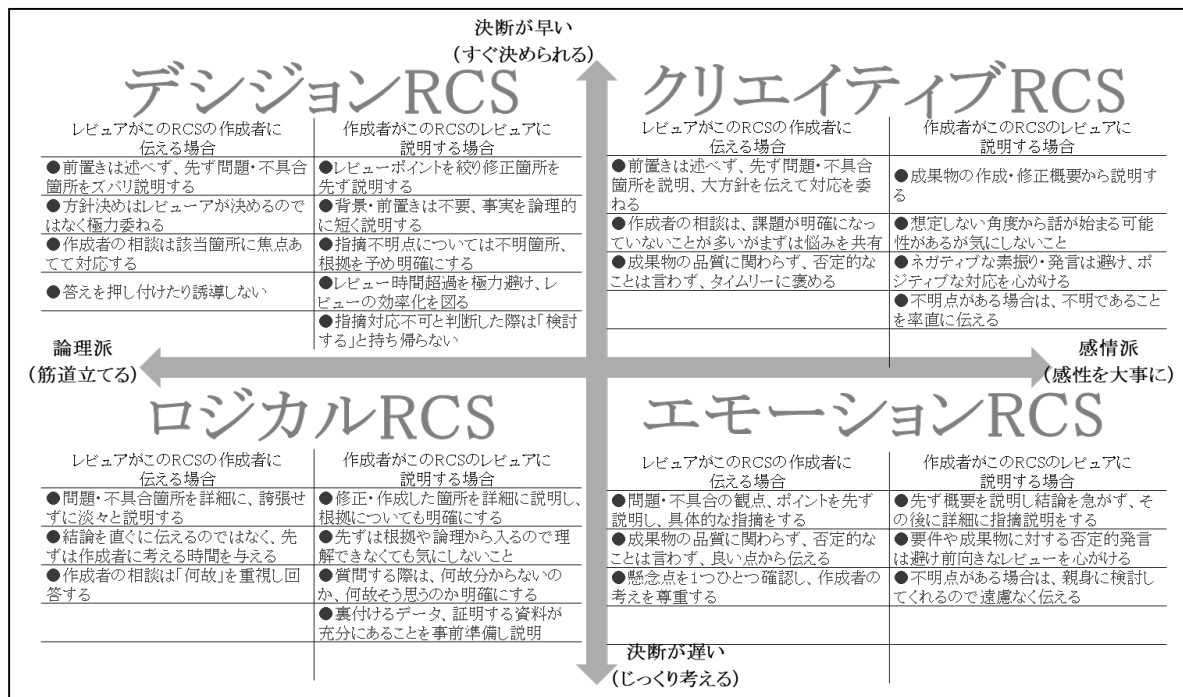 決断が早い
(すぐ決められる)
デシジョンRCS
レビュアがこのRCSの作成者に
伝える場合
作成者がこのRCSのレビュアに
説明する場合
●前置きは述べず、先ず問題・不具合
箇所をズバリ説明する
●レビューポイントを絞り修正箇所を
先ず説明する
●方針決めはレビューアが決めるので
はなく極力委ねる
●背景・前置きは不要、事実を論理的
に短く説明する
●作成者の相談は該当箇所に焦点あ
てて対応する
●指摘不明点については不明箇所、
根拠を予め明確にする
●答えを押し付けたり誘導しない
●レビュー時間超過を極力避け、レ
ビューの効率化を図る
●指摘対応不可と判断した際は「検討
する」と持ち帰らない
クリエイティブRCS
レビュアがこのRCSの作成者に
伝える場合
作成者がこのRCSのレビュアに
説明する場合
●前置きは述べず、先ず問題・不具合
箇所を説明、大方針を伝えて対応を委
ねる
●成果物の作成・修正概要から説明す
る
●作成者の相談は、課題が明確になっ
ていないことが多いがまずは悩みを共有
●想定しない角度から話が始まる可能
性があるが気にしないこと
●成果物の品質に関わらず、否定的な
ことは言わず、タイムリーに褒める
●ネガティブな素振り・発言は避け、ポ
ジティブな対応を心がける
●不明点がある場合は、不明であること
を率直に伝える
論理派
(筋道立てる)
感情派
(感性を大事に)
ロジカルRCS
レビュアがこのRCSの作成者に
伝える場合
作成者がこのRCSのレビュアに
説明する場合
●問題・不具合箇所を詳細に、誇張せ
ずに淡々と説明する
●修正・作成した箇所を詳細に説明し、
根拠についても明確にする
●結論を直ぐに伝えるのではなく、先
ずは作成者に考える時間を与える
●先ずは根拠や論理から入るので理
解できなくても気にしないこと
●作成者の相談は「何故」を重視し回
答する
●質問する際は、何故分からないの
か、何故そう思うのか明確にする
●裏付けるデータ、証明する資料が
充分にあることを事前準備し説明
エモーションRCS
レビュアがこのRCSの作成者に
伝える場合
作成者がこのRCSのレビュアに
説明する場合
●問題・不具合の観点、ポイントを先ず
説明し、具体的な指摘をする
●先ず概要を説明し結論を急がず、そ
の後に詳細に指摘説明をする
●成果物の品質に関わらず、否定的な
ことは言わず、良い点から伝える
●要件や成果物に対する否定的発言
は避け前向きなレビューを心がける
●懸念点を1つひとつ確認し、作成者の
考えを尊重する
●不明点がある場合は、親身に検討し
てくれるので遠慮なく伝える
決断が遅い
(じっくり考える)